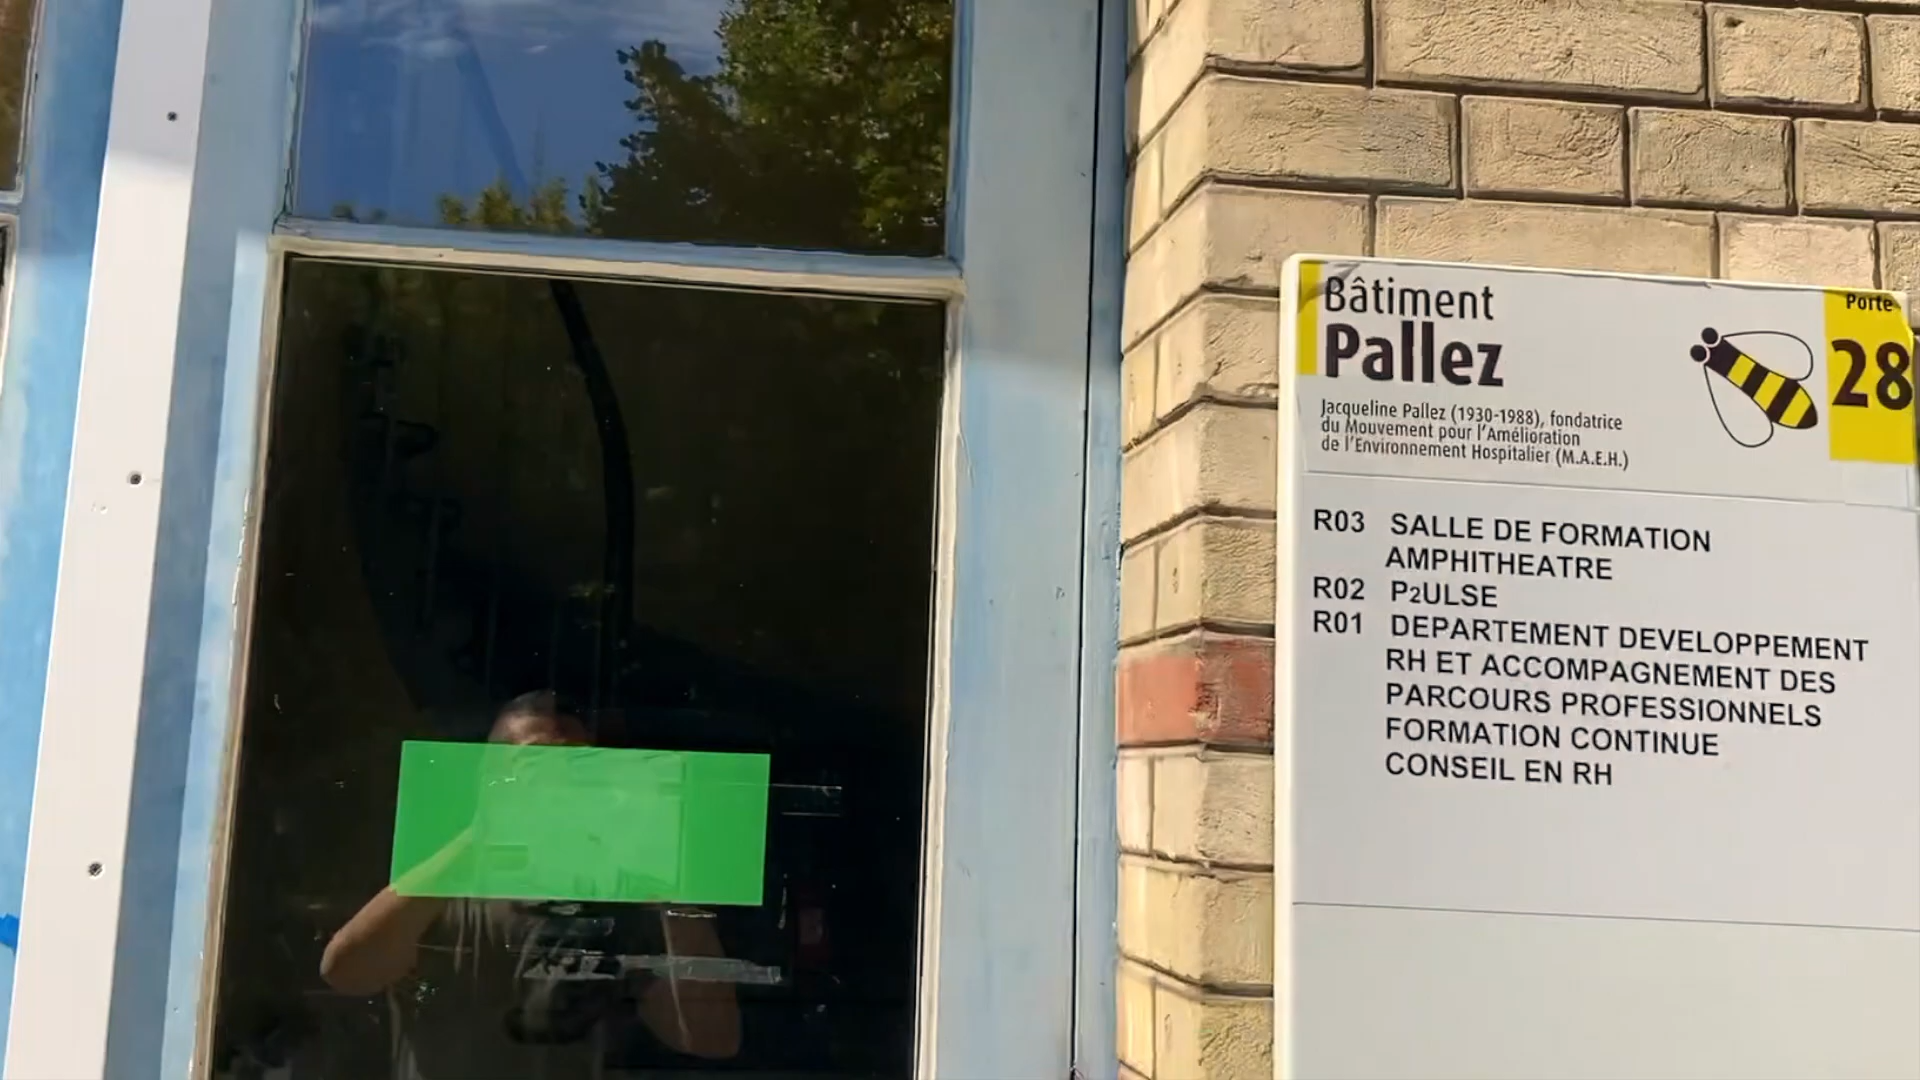 Bâtiment
Pallez
Porte
28
Jacqueline Pallez (1930-1988), fondatrice
du Mouvement pour l'Amélioration
de l'Environnement Hospitalier (M.A.E.H.)
R03 SALLE DE FORMATION
AMPHITHEATRE
R02 P2ULSE
R01 DEPARTEMENT DEVELOPPEMENT
RH ET ACCOMPAGNEMENT DES
PARCOURS PROFESSIONNELS
FORMATION CONTINUE
CONSEIL EN RH